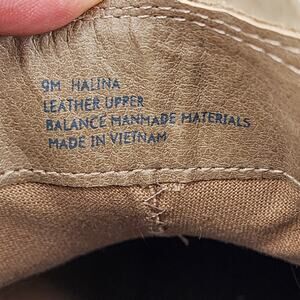 9M HALINA
LEATHER UPPER
BALANCE MANMADE MATERIALS
MADE IN VIETNAM